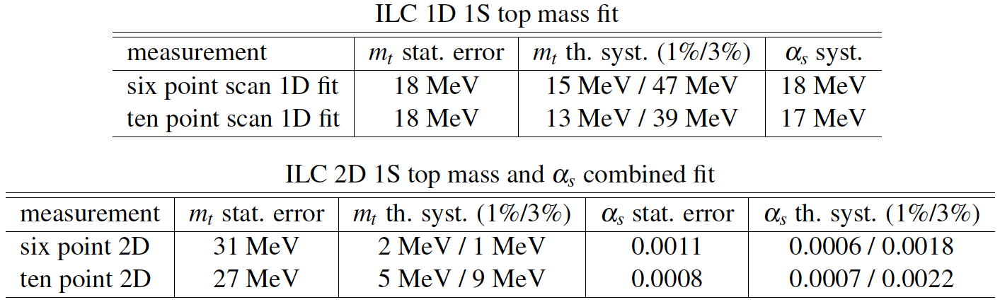 ILC 1D 1S top mass fit
measurement m_t stat. error m_t th. syst. (1%/3%) α_s syst.
six point scan 1D fit 18 MeV 15 MeV / 47 MeV 18 MeV
ten point scan 1D fit 18 MeV 13 MeV / 39 MeV 17 MeV
ILC 2D 1S top mass and α_s combined fit
measurement m_t stat. error m_t th. syst. (1%/3%) α_s stat. error α_s th. syst. (1%/3%)
six point 2D 31 MeV 2 MeV / 1 MeV 0.0011 0.0006 / 0.0018
ten point 2D 27 MeV 5 MeV / 9 MeV 0.0008 0.0007 / 0.0022